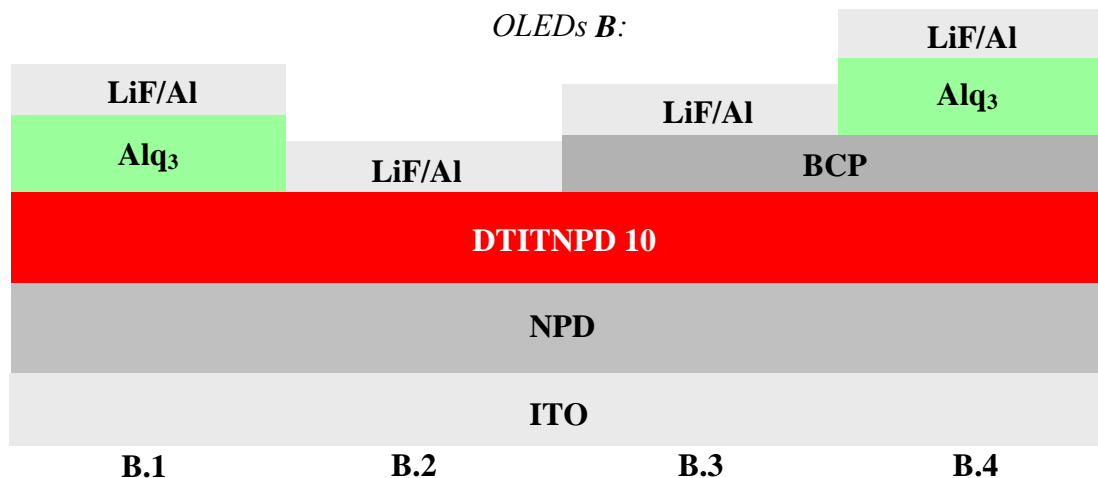 OLEDs B:
LiF/Al
LiF/Al
Alq₃
LiF/Al
Alq₃
LiF/Al
BCP
DTITNPD 10
NPD
ITO
B.1 B.2 B.3 B.4